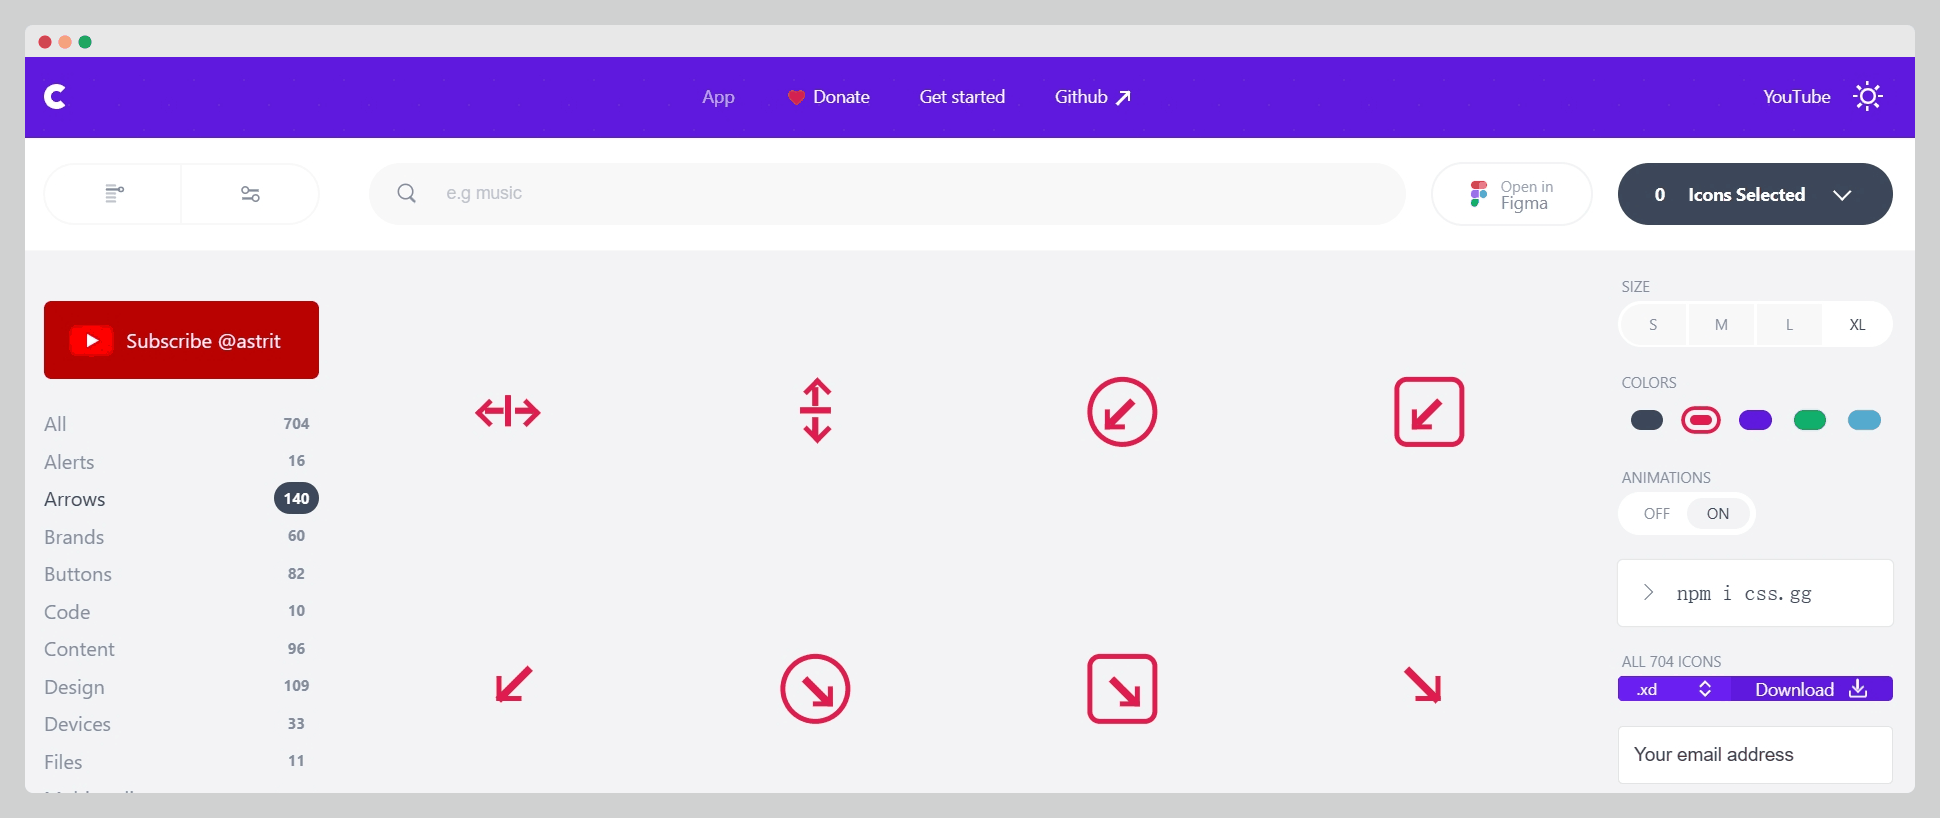 App
Donate
Get started
Github
YouTube
e.g music
Open in
Figma
0 Icons Selected
Subscribe @astrit
All 704
Alerts 16
Arrows 140
Brands 60
Buttons 82
Code 10
Content 96
Design 109
Devices 33
Files 11
SIZE
S M L XL
COLORS
ANIMATIONS
OFF ON
npm i css.gg
ALL 704 ICONS
.xd Download
Your email address